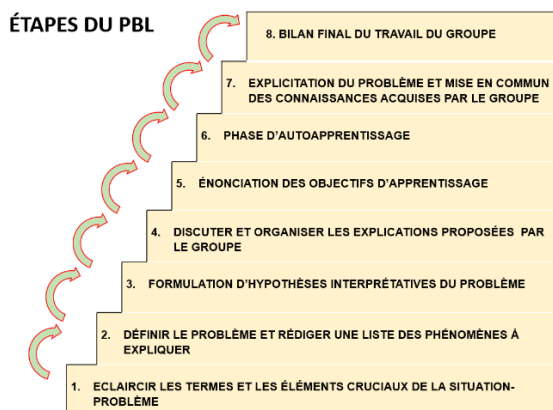 ÉTAPES DU PBL
8. BILAN FINAL DU TRAVAIL DU GROUPE
7. EXPLICITATION DU PROBLÈME ET MISE EN COMMUN
DES CONNAISSANCES ACQUISES PAR LE GROUPE
6. PHASE D'AUTOAPPRENTISSAGE
5. ÉNONCIATION DES OBJECTIFS D'APPRENTISSAGE
4. DISCUTER ET ORGANISER LES EXPLICATIONS PROPOSÉES PAR
LE GROUPE
3. FORMULATION D'HYPOTHÈSES INTERPRÉTATIVES DU PROBLÈME
2. DÉFINIR LE PROBLÈME ET RÉDIGER UNE LISTE DES PHÉNOMÈNES À
EXPLIQUER
1. ECLAIRCIR LES TERMES ET LES ÉLÉMENTS CRUCIAUX DE LA SITUATION-
PROBLÈME